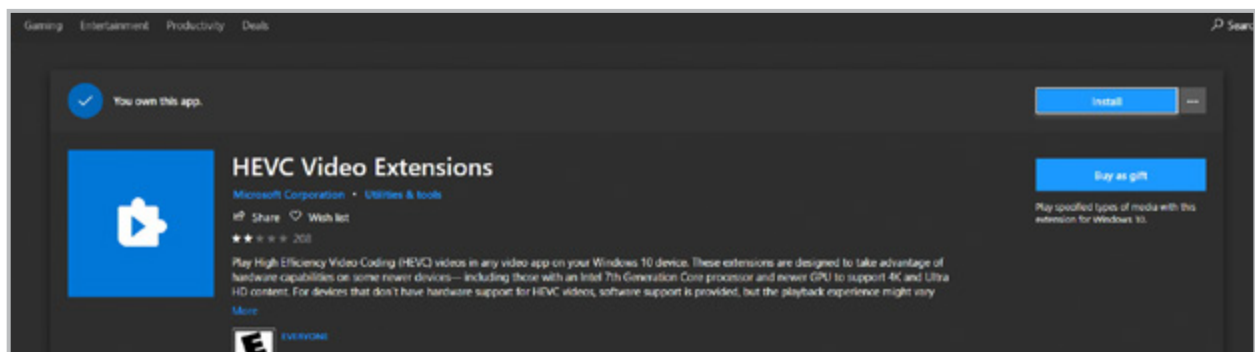 Gaming Entertainment Productivity Deals
Sear
You own this app.
Install
HEVC Video Extensions
Microsoft Corporation • Utilities & tools
Share Wish list
208
Play High Efficiency Video Coding (HEVC) videos in any video app on your Windows 10 device. These extensions are designed to take advantage of
hardware capabilities on some newer devices— including those with an Intel 7th Generation Core processor and newer GPU to support 4K and Ultra
HD content. For devices that don't have hardware support for HEVC videos, software support is provided, but the playback experience might vary
More
E
EVERYONE
Buy as gift
Play specified types of media with this
extension for Windows 10.